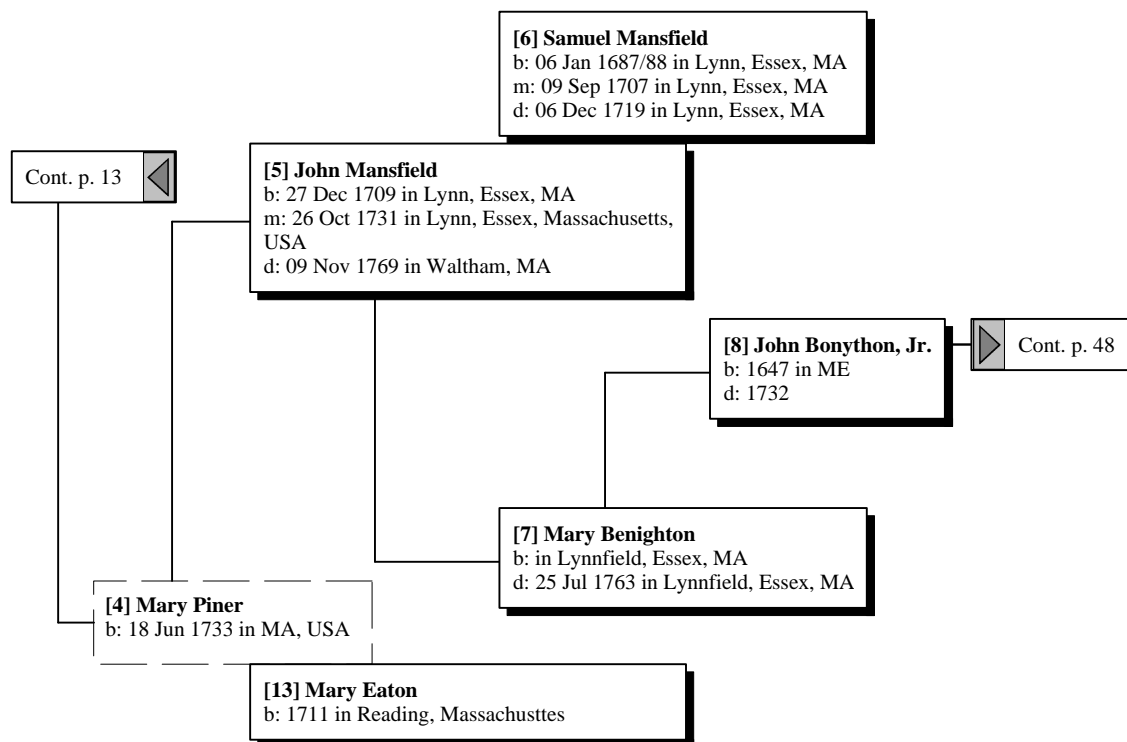 [6] Samuel Mansfield
b: 06 Jan 1687/88 in Lynn, Essex, MA
m: 09 Sep 1707 in Lynn, Essex, MA
d: 06 Dec 1719 in Lynn, Essex, MA
Cont. p. 13
[5] John Mansfield
b: 27 Dec 1709 in Lynn, Essex, MA
m: 26 Oct 1731 in Lynn, Essex, Massachusetts,
USA
d: 09 Nov 1769 in Waltham, MA
[8] John Bonython, Jr.
b: 1647 in ME
d: 1732
Cont. p. 48
[7] Mary Benighton
b: in Lynnfield, Essex, MA
d: 25 Jul 1763 in Lynnfield, Essex, MA
[4] Mary Piner
b: 18 Jun 1733 in MA, USA
[13] Mary Eaton
b: 1711 in Reading, Massachusttes